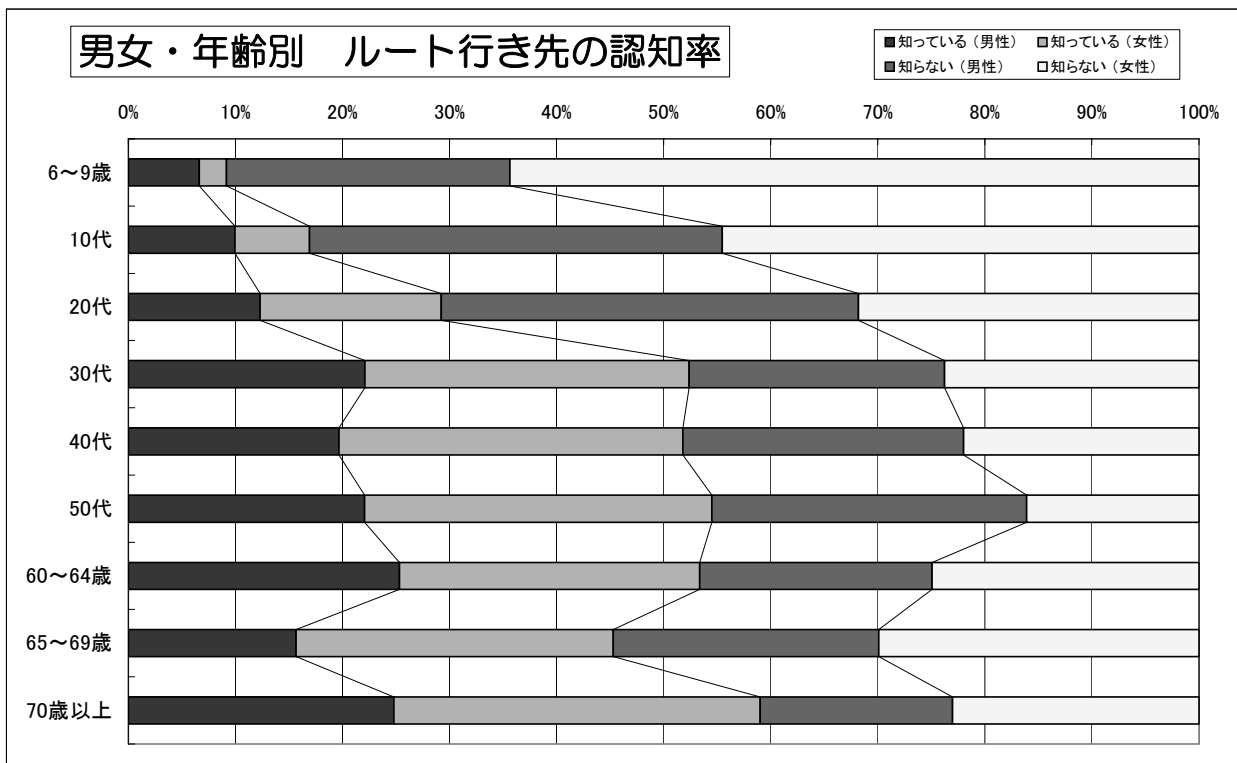 男女・年齢別　ルート行き先の認知率
■知っている（男性） □知っている（女性）
■知らない（男性） □知らない（女性）
0% 10% 20% 30% 40% 50% 60% 70% 80% 90% 100%
6～9歳
10代
20代
30代
40代
50代
60～64歳
65～69歳
70歳以上